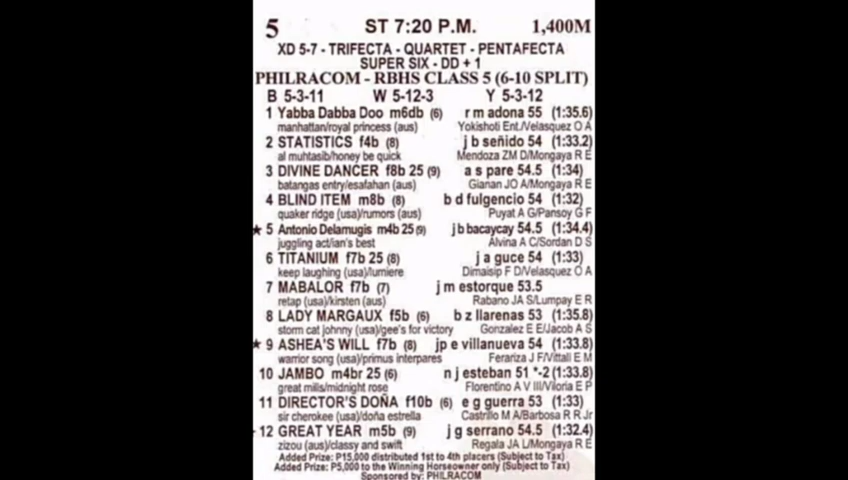 5 ST 7:20 P.M. 1,400M
XD 5-7 - TRIFECTA - QUARTET - PENTAFECTA
SUPER SIX - DD + 1
PHILRACOM - RBHS CLASS 5 (6-10 SPLIT)
B 5-3-11 W 5-12-3 Y 5-3-12
1 Yabba Dabba Doo m6db (6) r m adona 55 (1:35.6)
manhattan/royal princess (aus) Yokishoti Ent./Velasquez O A
2 STATISTICS f4b (8) j b señido 54 (1:33.2)
al muhtasib/honey be quick Mendoza ZM D/Mongaya R E
3 DIVINE DANCER f8b 25 (9) a s pare 54.5 (1:34)
batangas entry/esafahan (aus) Gianan JO A/Mongaya R E
4 BLIND ITEM m8b (8) b d fulgencio 54 (1:32)
quaker ridge (usa)/rumors (aus) Puyat A G/Pansoy G F
★ 5 Antonio Delamugis m4b 25 (9) j b bacaycay 54.5 (1:34.4)
juggling act/ian's best Alvina A C/Sordan D S
6 TITANIUM f7b 25 (8) j a guce 54 (1:33)
keep laughing (usa)/lumiere Dimaisip F D/Velasquez O A
7 MABALOR f7b (7) j m estorque 53.5
retap (usa)/kirsten (aus) Rabano JA S/Lumpay E R
8 LADY MARGAUX f5b (6) b z llarenas 53 (1:35.8)
storm cat johnny (usa)/gee's for victory Gonzalez E E/Jacob A S
★ 9 ASHEA'S WILL f7b (8) jp e villanueva 54 (1:33.8)
warrior song (usa)/primus interpares Ferariza J F/Vittali E M
10 JAMBO m4br 25 (6) n j esteban 51 *-2 (1:33.8)
great mills/midnight rose Florentino A V III/Viloria E P
11 DIRECTOR'S DOÑA f10b (6) e g guerra 53 (1:33)
sir cherokee (usa)/doña estrella Castrillo M A/Barbosa R R Jr
12 GREAT YEAR m5b (9) j g serrano 54.5 (1:32.4)
zizou (aus)/classy and swift Regala JA L/Mongaya R E
Added Prize: P15,000 distributed 1st to 4th placers (Subject to Tax)
Added Prize: P5,000 to the Winning Horseowner only (Subject to Tax)
Sponsored by: PHILRACOM